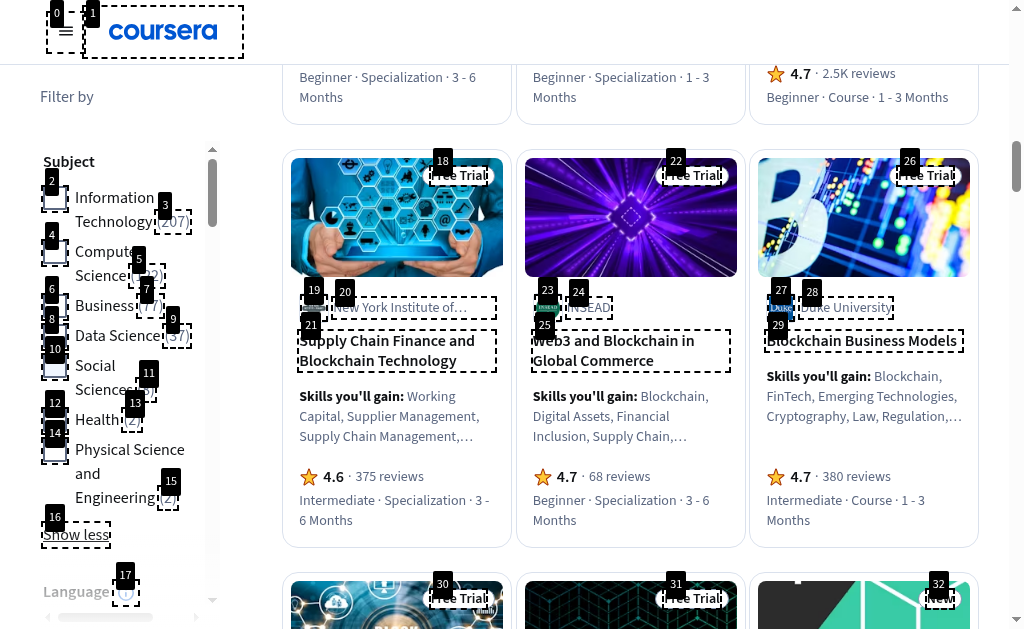 0
1
coursera
Filter by
Subject
2
Information
3
Technology (207)
4
Computer
5
Science (122)
6
7
Business (77)
8
9
Data Science (37)
10
Social
11
Sciences
12
13
Health (2)
14
Physical Science
and
15
Engineering (2)
16
Show less
17
Language
Beginner · Specialization · 3 - 6
Months
Beginner · Specialization · 1 - 3
Months
4.7 · 2.5K reviews
Beginner · Course · 1 - 3 Months
18
Free Trial
19
20
New York Institute of…
21
Supply Chain Finance and
Blockchain Technology
Skills you'll gain: Working
Capital, Supplier Management,
Supply Chain Management,…
4.6 · 375 reviews
Intermediate · Specialization · 3 -
6 Months
22
Free Trial
23
24
INSEAD
INSEAD
25
Web3 and Blockchain in
Global Commerce
Skills you'll gain: Blockchain,
Digital Assets, Financial
Inclusion, Supply Chain,…
4.7 · 68 reviews
Beginner · Specialization · 3 - 6
Months
26
Free Trial
27
28
Duke
Duke University
29
Blockchain Business Models
Skills you'll gain: Blockchain,
FinTech, Emerging Technologies,
Cryptography, Law, Regulation,…
4.7 · 380 reviews
Intermediate · Course · 1 - 3
Months
30
Free Trial
31
Free Trial
32
New